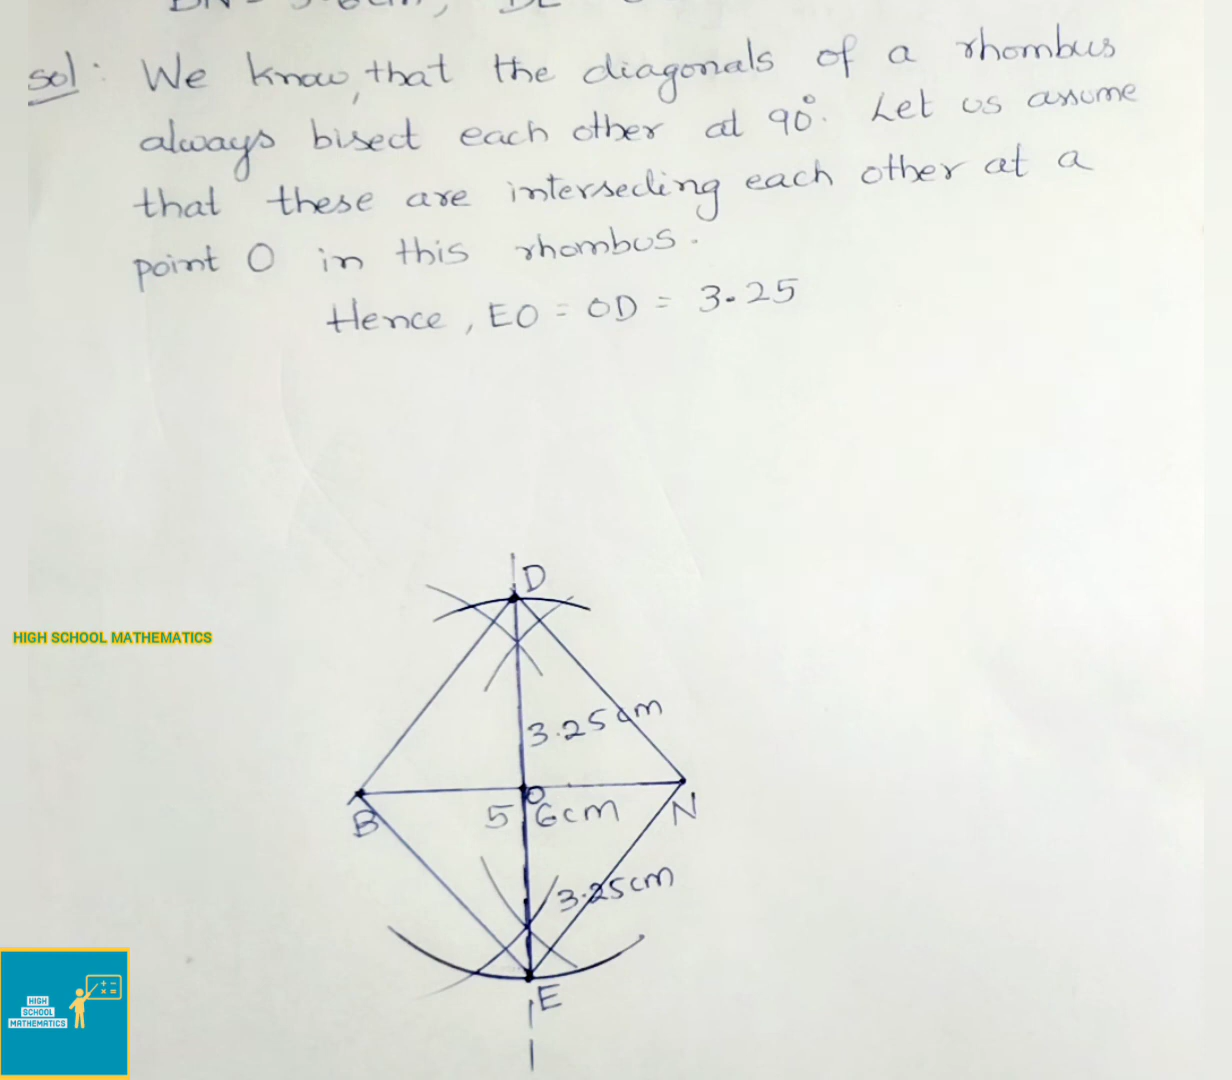 sol: We know, that the diagonals of a rhombus
always bisect each other at 90°. Let us assume
that these are intersecting each other at a
point O in this rhombus.
Hence, EO = OD = 3.25
D
HIGH SCHOOL MATHEMATICS
3.25cm
O
B
5 6cm
N
3.25cm
E
HIGH
SCHOOL
MATHEMATICS
+ -
× =